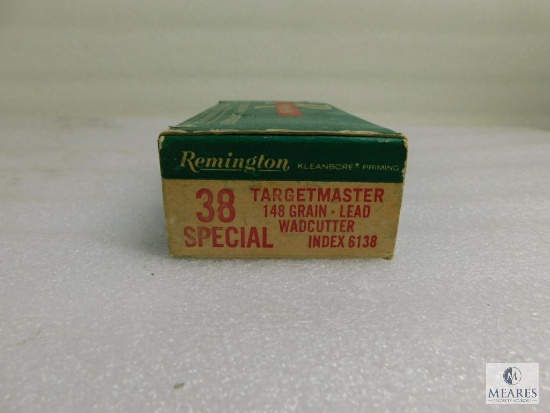 Remington KLEANBORE® PRIMING
38 SPECIAL
TARGETMASTER
148 GRAIN · LEAD
WADCUTTER
INDEX 6138
MEARES